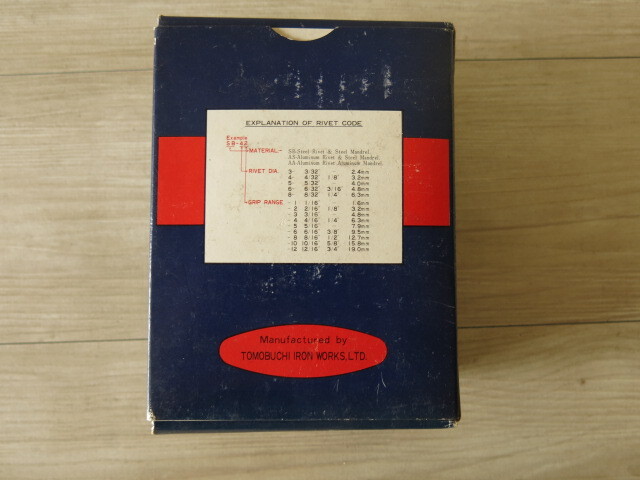 EXPLANATION OF RIVET CODE
Example
SB-42
MATERIAL:- SB.Steel Rivet & Steel Mandrel.
AS.Aluminum Rivet & Steel Mandrel.
AA.Aluminum Rivet Aluminum Mandrel.
RIVET DIA. 3- 3/32" - 2.4mm
4- 4/32" 1/8" 3.2mm
5- 5/32" - 4.0mm
6- 6/32" 3/16" 4.8mm
8- 8/32" 1/4" 6.3mm
GRIP RANGE -1 1/16" - 1.6mm
-2 2/16" 1/8" 3.2mm
-3 3/16" - 4.8mm
-4 4/16" 1/4" 6.3mm
-5 5/16" - 7.9mm
-6 6/16" 3/8" 9.5mm
-8 8/16" 1/2" 12.7mm
-10 10/16" 5/8" 15.8mm
-12 12/16" 3/4" 19.0mm
Manufactured by
TOMOBUCHI IRON WORKS,LTD.